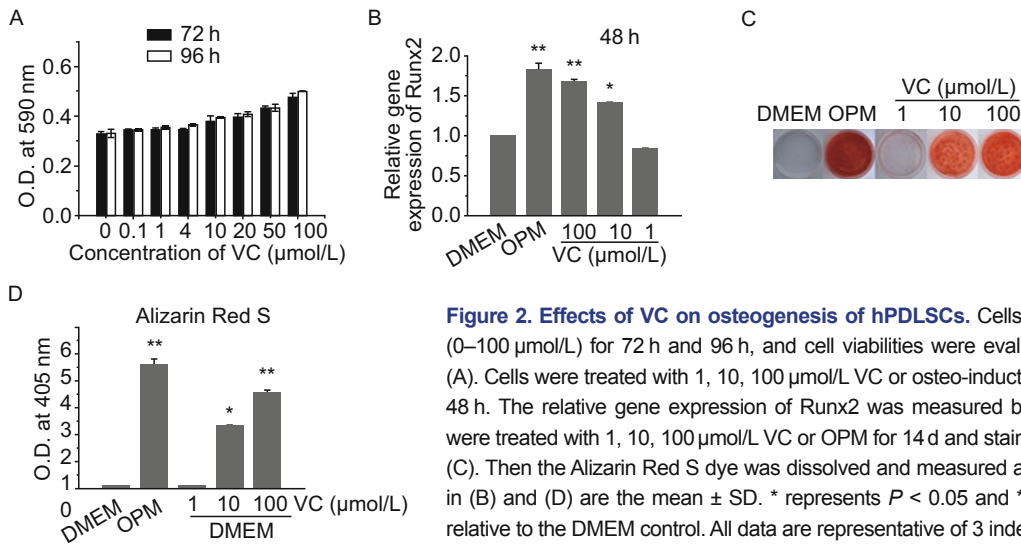 A
72 h
96 h
0.6
0.4
0.2
0.0
O.D. at 590 nm
0 0.1 1 4 10 20 50 100
Concentration of VC (μmol/L)
B
48 h
2.0
1.5
1.0
0.5
0.0
Relative gene
expression of Runx2
** ** *
DMEM OPM 100 10 1
VC (μmol/L)
C
VC (μmol/L)
DMEM OPM 1 10 100
D
Alizarin Red S
6
5
4
3
2
1
0
O.D. at 405 nm
** * **
DMEM OPM 1 10 100 VC (μmol/L)
DMEM
Figure 2. Effects of VC on osteogenesis of hPDLSCs. Cells
(0–100 μmol/L) for 72 h and 96 h, and cell viabilities were eval
(A). Cells were treated with 1, 10, 100 μmol/L VC or osteo-induct
48 h. The relative gene expression of Runx2 was measured b
were treated with 1, 10, 100 μmol/L VC or OPM for 14 d and stain
(C). Then the Alizarin Red S dye was dissolved and measured a
in (B) and (D) are the mean ± SD. * represents P < 0.05 and *
relative to the DMEM control. All data are representative of 3 inde